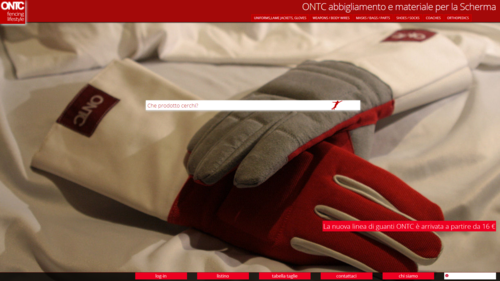 ONTC
fencing
lifestyle
ONTC abbigliamento e materiale per la Scherma
UNIFORMS/LAME JACKETS, GLOVES WEAPONS / BODY WIRES MASKS / BAGS / PARTS SHOES / SOCKS COACHES ORTHOPEDICS
ONTC
Che prodotto cerchi?
La nuova linea di guanti ONTC è arrivata a partire da 16 €
log-in listino tabella taglie contattaci chi siamo